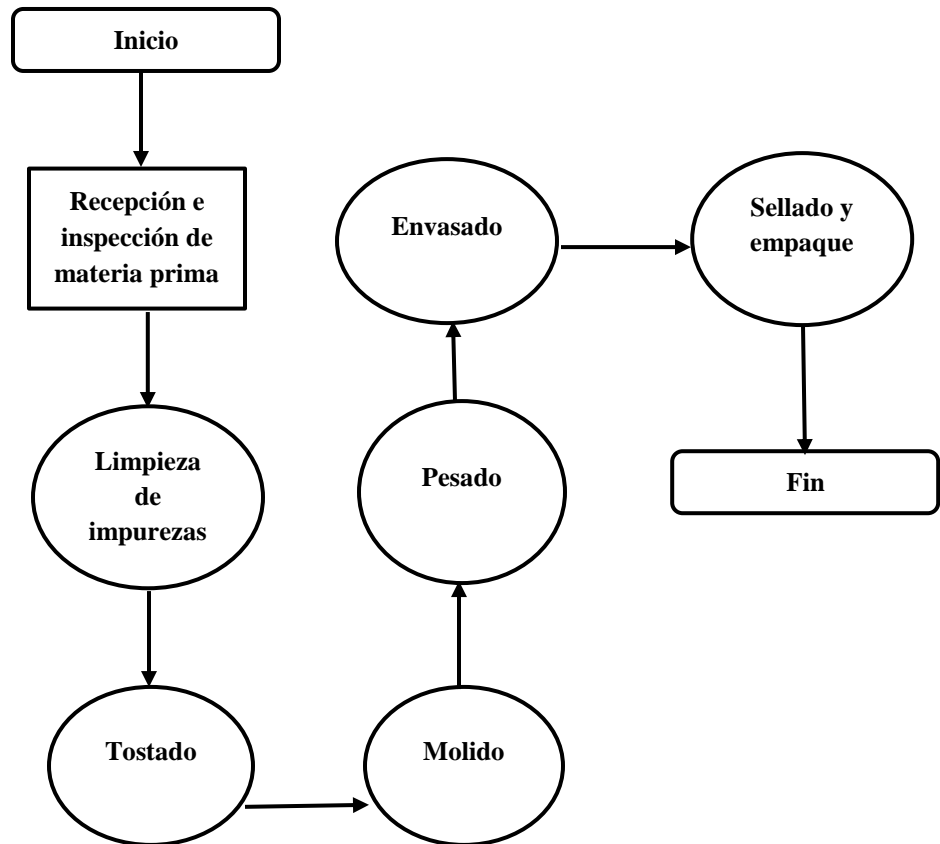 Inicio
Recepción e
inspección de
materia prima
Limpieza
de
impurezas
Tostado
Molido
Pesado
Envasado
Sellado y
empaque
Fin